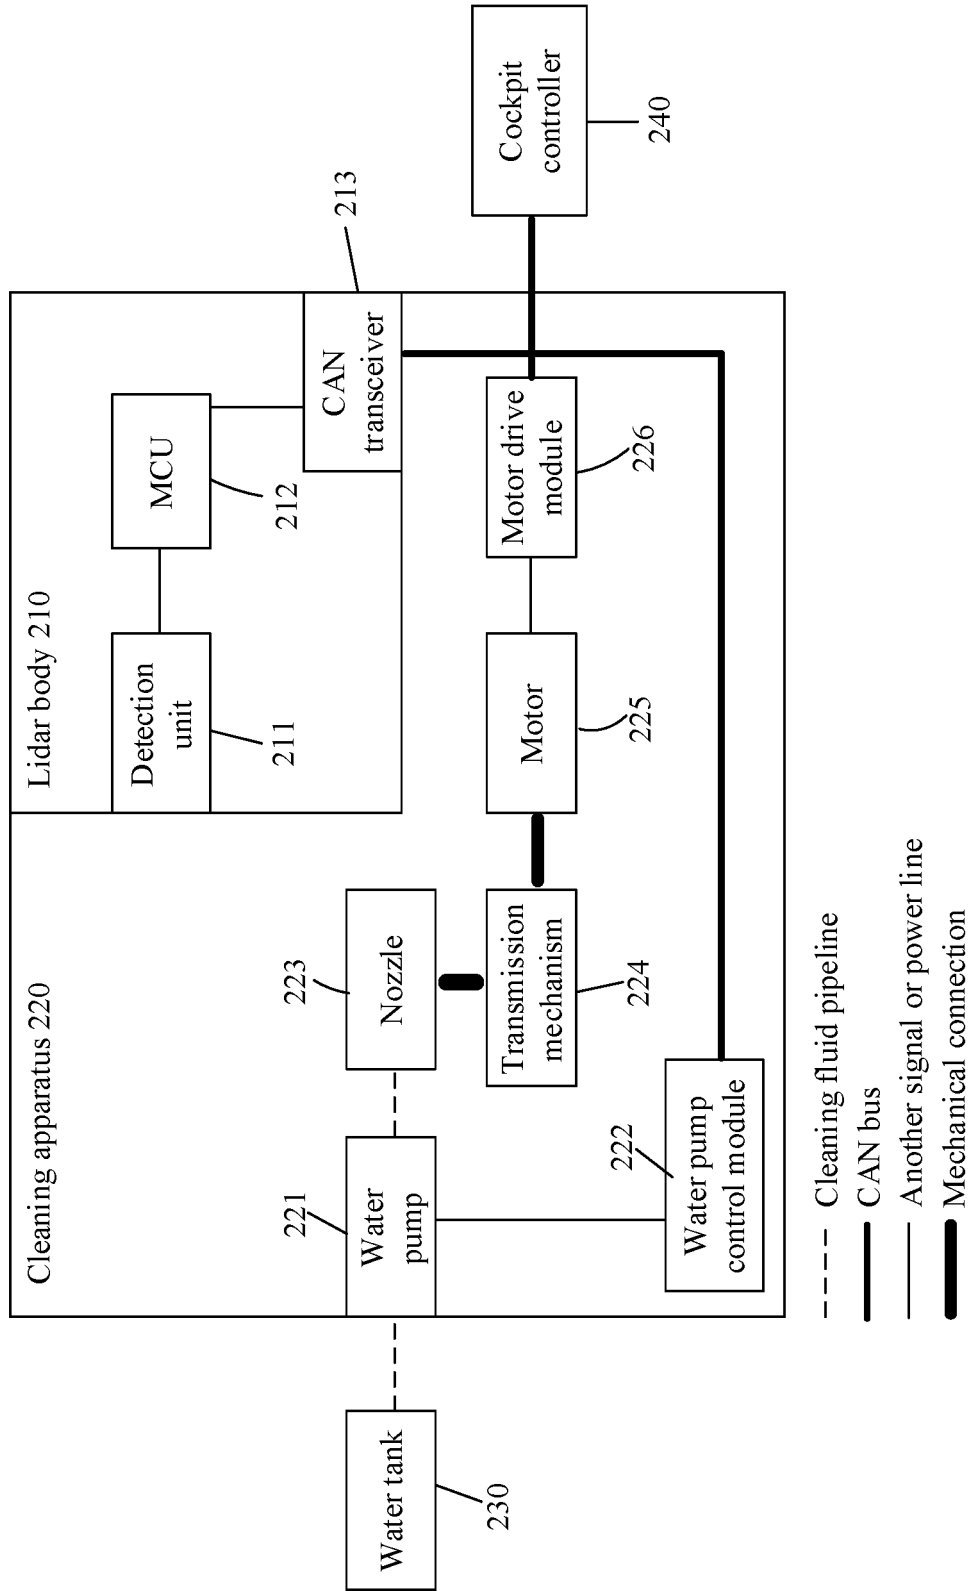 Cleaning apparatus 220
Lidar body 210
Detection
unit
211
MCU
212
CAN
transceiver
213
Water tank
230
Water
pump
221
Nozzle
223
Transmission
mechanism
224
Motor
225
Motor drive
module
226
Cockpit
controller
240
Water pump
control module
222
Cleaning fluid pipeline
CAN bus
Another signal or power line
Mechanical connection